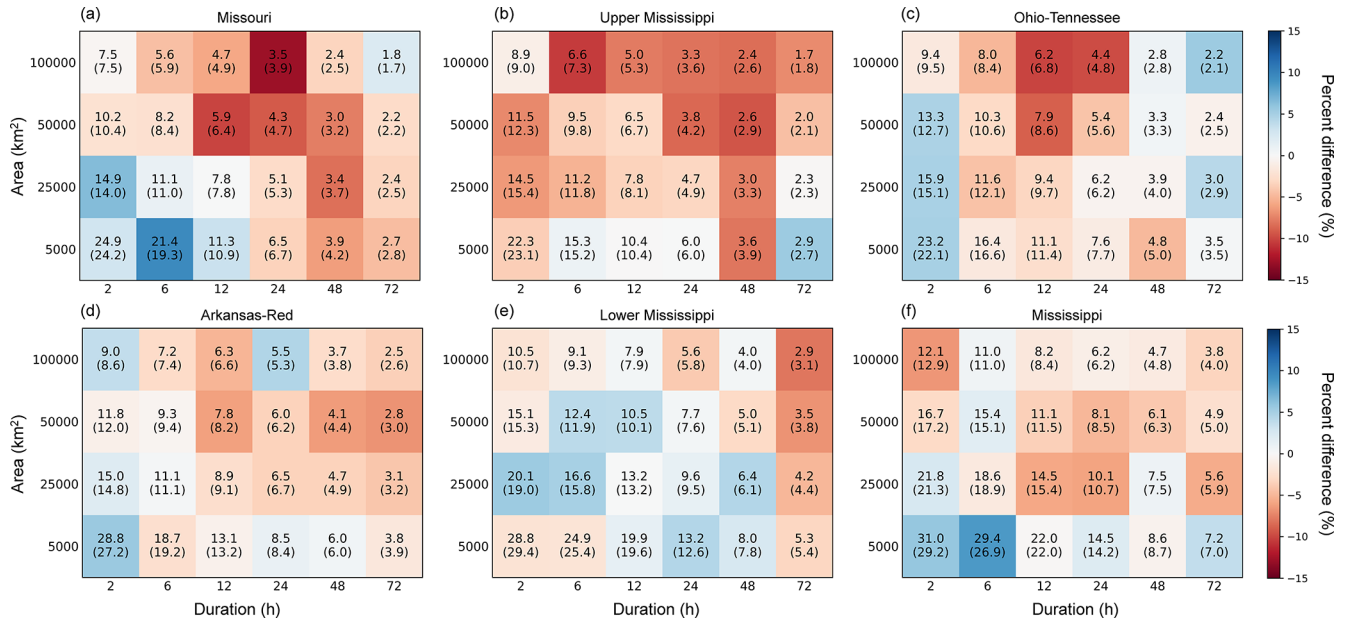 (a) Missouri
(b) Upper Mississippi
(c) Ohio-Tennessee
100000 7.5 5.6 4.7 3.5 2.4 1.8
(7.5) (5.9) (4.9) (3.9) (2.5) (1.7)
50000 10.2 8.2 5.9 4.3 3.0 2.2
(10.4) (8.4) (6.4) (4.7) (3.2) (2.2)
25000 14.9 11.1 7.8 5.1 3.4 2.4
(14.0) (11.0) (7.8) (5.3) (3.7) (2.5)
5000 24.9 21.4 11.3 6.5 3.9 2.7
(24.2) (19.3) (10.9) (6.7) (4.2) (2.8)
2 6 12 24 48 72
Area (km²)
100000 8.9 6.6 5.0 3.3 2.4 1.7
(9.0) (7.3) (5.3) (3.6) (2.6) (1.8)
50000 11.5 9.5 6.5 3.8 2.6 2.0
(12.3) (9.8) (6.7) (4.2) (2.9) (2.1)
25000 14.5 11.2 7.8 4.7 3.0 2.3
(15.4) (11.8) (8.1) (4.9) (3.3) (2.3)
5000 22.3 15.3 10.4 6.0 3.6 2.9
(23.1) (15.2) (10.4) (6.0) (3.9) (2.7)
2 6 12 24 48 72
100000 9.4 8.0 6.2 4.4 2.8 2.2
(9.5) (8.4) (6.8) (4.8) (2.8) (2.1)
50000 13.3 10.3 7.9 5.4 3.3 2.4
(12.7) (10.6) (8.6) (5.6) (3.3) (2.5)
25000 15.9 11.6 9.4 6.2 3.9 3.0
(15.1) (12.1) (9.7) (6.2) (4.0) (2.9)
5000 23.2 16.4 11.1 7.6 4.8 3.5
(22.1) (16.6) (11.4) (7.7) (5.0) (3.5)
2 6 12 24 48 72
15
10
5
0
−5
−10
−15
Percent difference (%)
(d) Arkansas-Red
(e) Lower Mississippi
(f) Mississippi
100000 9.0 7.2 6.3 5.5 3.7 2.5
(8.6) (7.4) (6.6) (5.3) (3.8) (2.6)
50000 11.8 9.3 7.8 6.0 4.1 2.8
(12.0) (9.4) (8.2) (6.2) (4.4) (3.0)
25000 15.0 11.1 8.9 6.5 4.7 3.1
(14.8) (11.1) (9.1) (6.7) (4.9) (3.2)
5000 28.8 18.7 13.1 8.5 6.0 3.8
(27.2) (19.2) (13.2) (8.4) (6.0) (3.9)
2 6 12 24 48 72
Area (km²)
Duration (h)
100000 10.5 9.1 7.9 5.6 4.0 2.9
(10.7) (9.3) (7.9) (5.8) (4.0) (3.1)
50000 15.1 12.4 10.5 7.7 5.0 3.5
(15.3) (11.9) (10.1) (7.6) (5.1) (3.8)
25000 20.1 16.6 13.2 9.6 6.4 4.2
(19.0) (15.8) (13.2) (9.5) (6.1) (4.4)
5000 28.8 24.9 19.9 13.2 8.0 5.3
(29.4) (25.4) (19.6) (12.6) (7.8) (5.4)
2 6 12 24 48 72
Duration (h)
100000 12.1 11.0 8.2 6.2 4.7 3.8
(12.9) (11.0) (8.4) (6.4) (4.8) (4.0)
50000 16.7 15.4 11.1 8.1 6.1 4.9
(17.2) (15.1) (11.5) (8.5) (6.3) (5.0)
25000 21.8 18.6 14.5 10.1 7.5 5.6
(21.3) (18.9) (15.4) (10.7) (7.5) (5.9)
5000 31.0 29.4 22.0 14.5 8.6 7.2
(29.2) (26.9) (22.0) (14.2) (8.7) (7.0)
2 6 12 24 48 72
Duration (h)
15
10
5
0
−5
−10
−15
Percent difference (%)